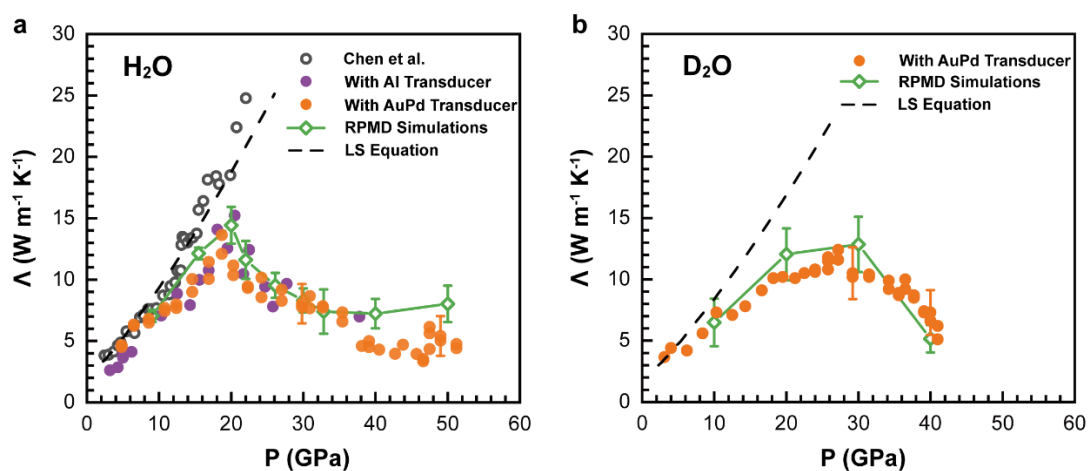 a
H₂O
Chen et al.
With Al Transducer
With AuPd Transducer
RPMD Simulations
LS Equation
Λ (W m⁻¹ K⁻¹)
30
25
20
15
10
5
0
0 10 20 30 40 50 60
P (GPa)
b
D₂O
With AuPd Transducer
RPMD Simulations
LS Equation
Λ (W m⁻¹ K⁻¹)
30
25
20
15
10
5
0
0 10 20 30 40 50 60
P (GPa)